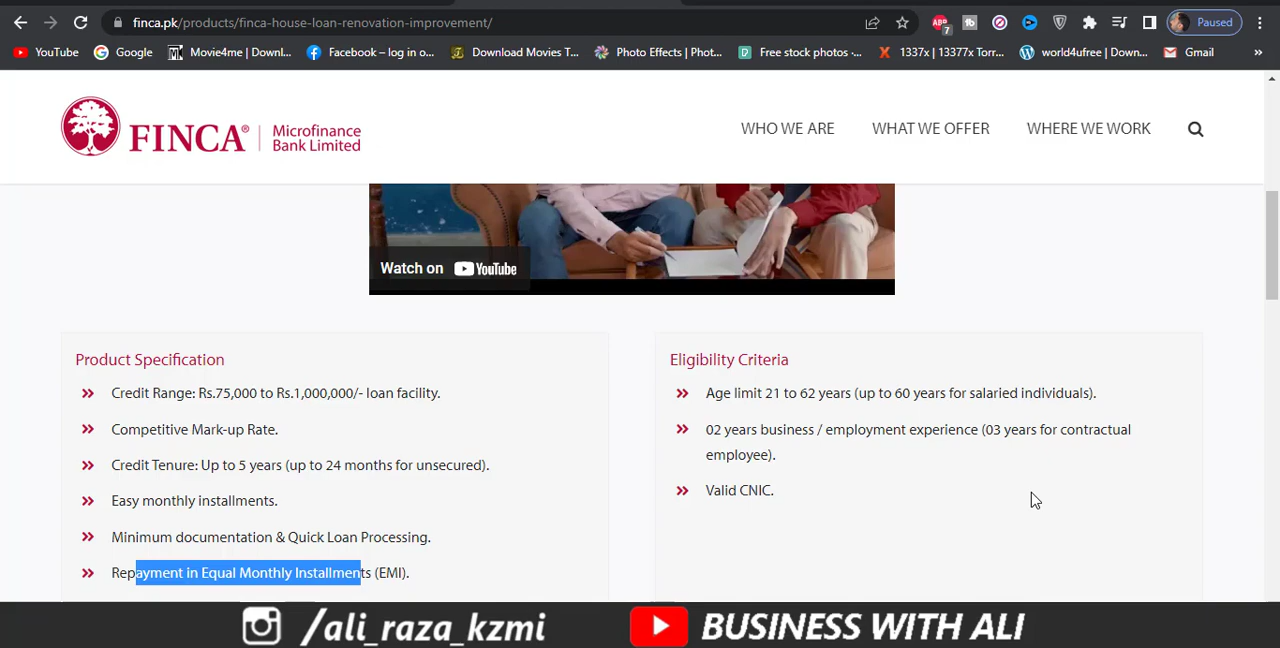 finca.pk/products/finca-house-loan-renovation-improvement/
ABP
7
tb
Paused
YouTube
Google
Movie4me | Downl...
Facebook – log in o...
Download Movies T...
Photo Effects | Phot...
Free stock photos ·...
1337x | 13377x Torr...
world4ufree | Down...
Gmail
»
FINCA® | Microfinance
Bank Limited
WHO WE ARE
WHAT WE OFFER
WHERE WE WORK
Watch on YouTube
Product Specification
Credit Range: Rs.75,000 to Rs.1,000,000/- loan facility.
Competitive Mark-up Rate.
Credit Tenure: Up to 5 years (up to 24 months for unsecured).
Easy monthly installments.
Minimum documentation & Quick Loan Processing.
Repayment in Equal Monthly Installments (EMI).
Eligibility Criteria
Age limit 21 to 62 years (up to 60 years for salaried individuals).
02 years business / employment experience (03 years for contractual
employee).
Valid CNIC.
/ali_raza_kzmi
BUSINESS WITH ALI